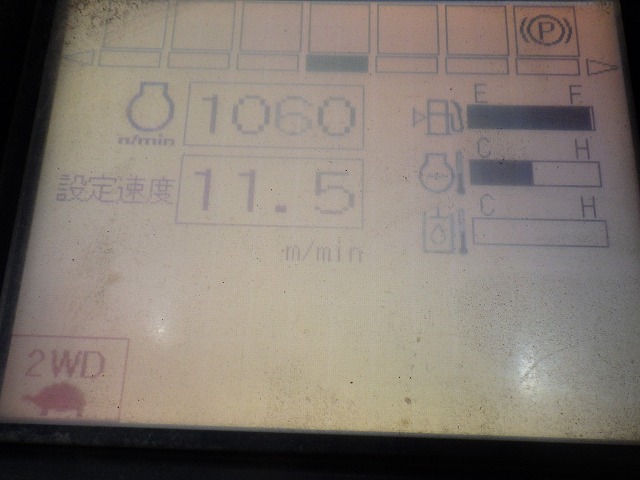 P
E F
1060
n/min
C H
設定速度 11.5
C H
m/min
2WD